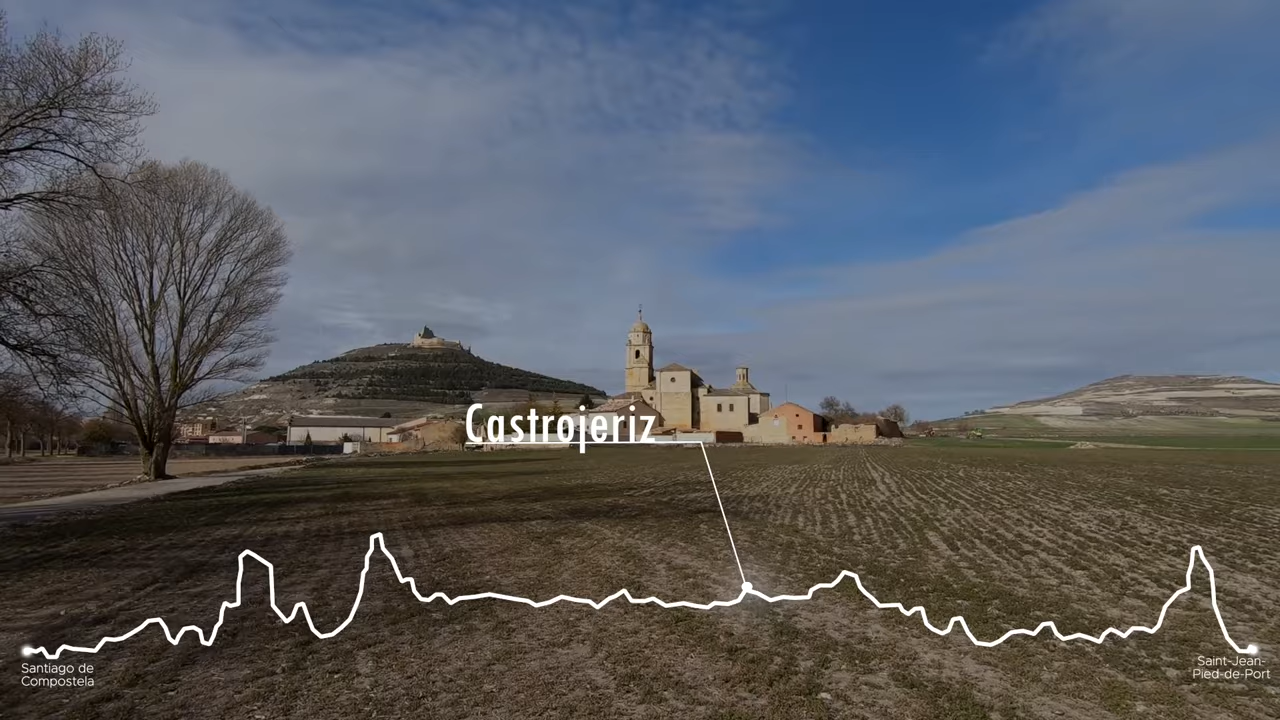 Castrojeriz
Santiago de
Compostela
Saint-Jean-
Pied-de-Port